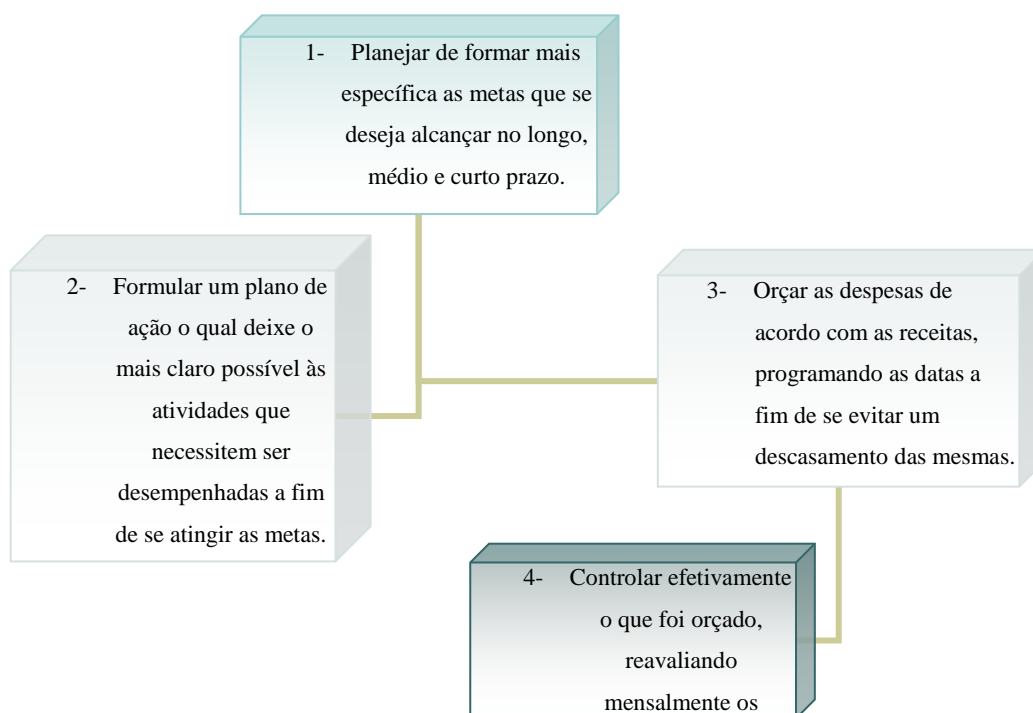 1- Planejar de formar mais
específica as metas que se
deseja alcançar no longo,
médio e curto prazo.
2- Formular um plano de
ação o qual deixe o
mais claro possível às
atividades que
necessitem ser
desempenhadas a fim
de se atingir as metas.
3- Orçar as despesas de
acordo com as receitas,
programando as datas a
fim de se evitar um
descasamento das mesmas.
4- Controlar efetivamente
o que foi orçado,
reavaliando
mensalmente os